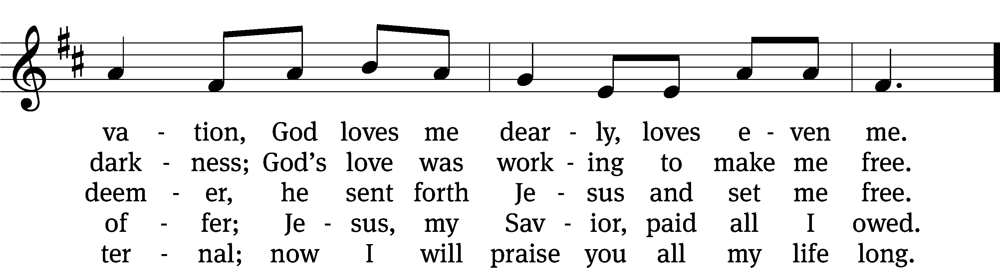 va - tion, God loves me dear - ly, loves e - ven me.
dark - ness; God’s love was work - ing to make me free.
deem - er, he sent forth Je - sus and set me free.
of - fer; Je - sus, my Sav - ior, paid all I owed.
ter - nal; now I will praise you all my life long.